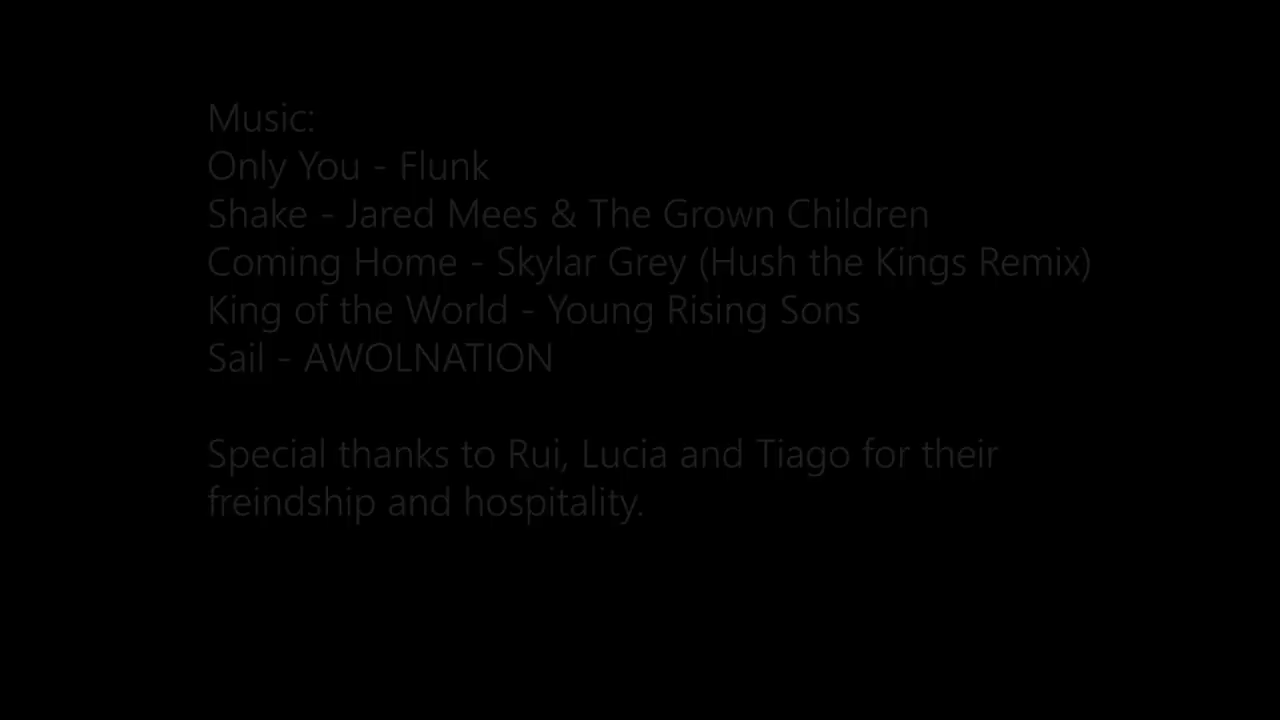 Music:
Only You - Flunk
Shake - Jared Mees & The Grown Children
Coming Home - Skylar Grey (Hush the Kings Remix)
King of the World - Young Rising Sons
Sail - AWOLNATION
Special thanks to Rui, Lucia and Tiago for their
freindship and hospitality.